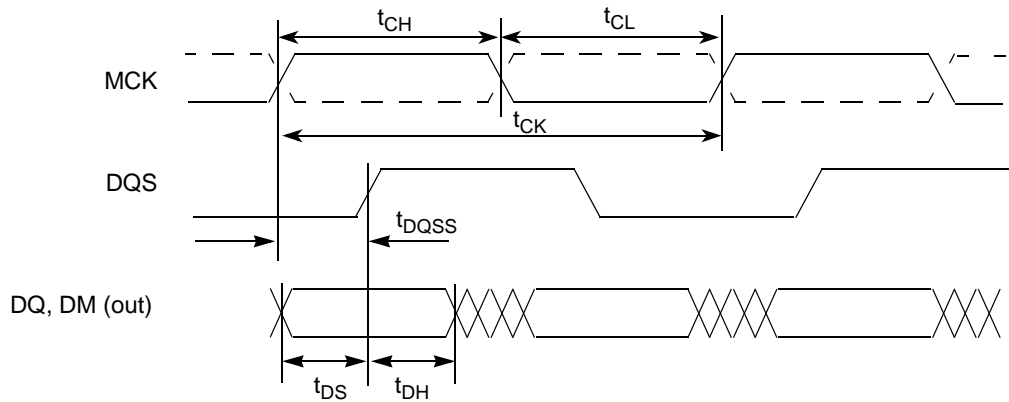 tCH tCL
MCK
tCK
DQS
tDQSS
DQ, DM (out)
tDS tDH